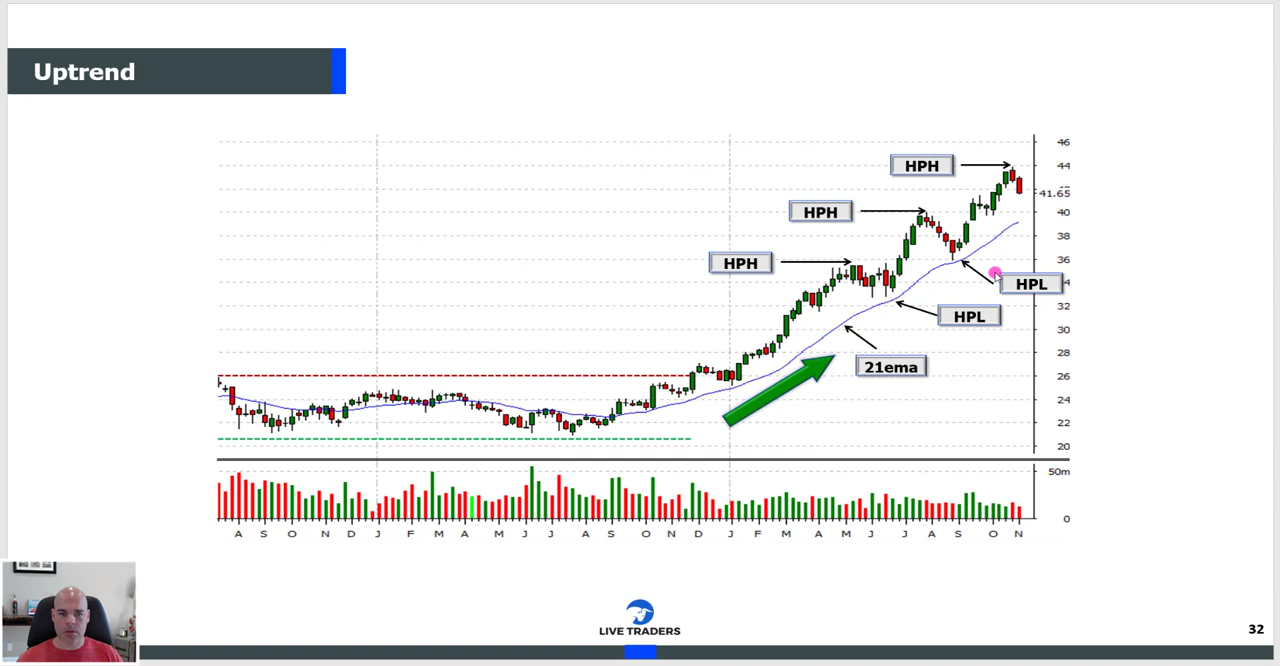 Uptrend
46
HPH
44
41.65
HPH
40
38
HPH
36
HPL
32
HPL
30
28
21ema
26
24
22
20
50m
0
A S O N D J F M A M J J A S O N D J F M A M J J A S O N
LIVE TRADERS
32